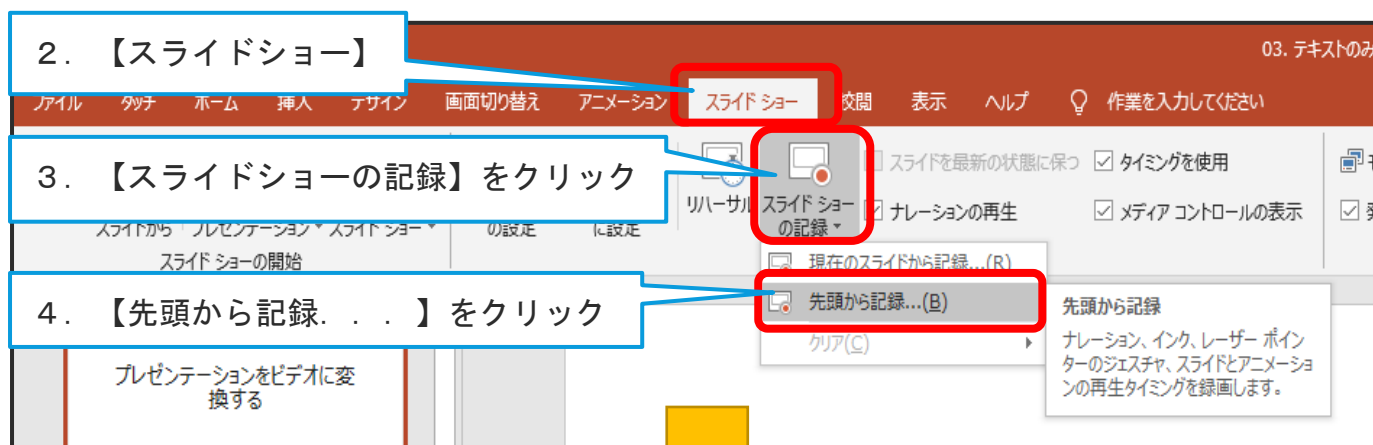 ２．【スライドショー】
03. テキストのみ
ファイル タッチ ホーム 挿入 デザイン 画面切り替え アニメーション スライド ショー 校閲 表示 ヘルプ 作業を入力してください
３．【スライドショーの記録】をクリック
スライドを最新の状態に保つ タイミングを使用
リハーサル スライド ショー の記録 ナレーションの再生 メディア コントロールの表示
スライドから プレゼンテーション スライド ショー の設定 に設定
スライド ショーの開始
現在のスライドから記録...(R)
４．【先頭から記録．．．】をクリック
先頭から記録...(B)
クリア(C)
先頭から記録
ナレーション、インク、レーザー ポイン
ターのジェスチャ、スライドとアニメーショ
ンの再生タイミングを録画します。
プレゼンテーションをビデオに変
換する